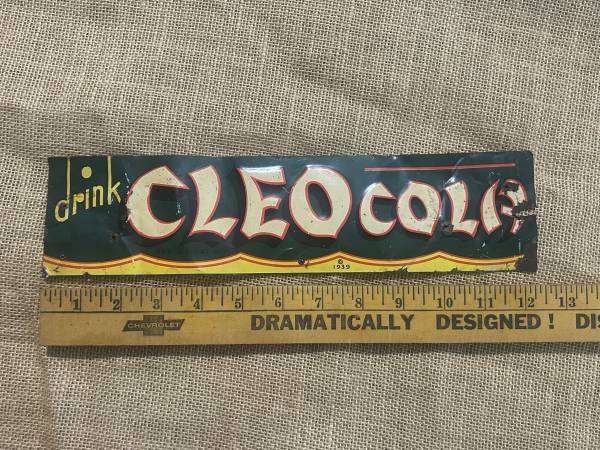 drink CLEO COLA
© 1939
1 2 3 4 5 6 7 8 9 10 11 12 13
CHEVROLET DRAMATICALLY DESIGNED! DIS